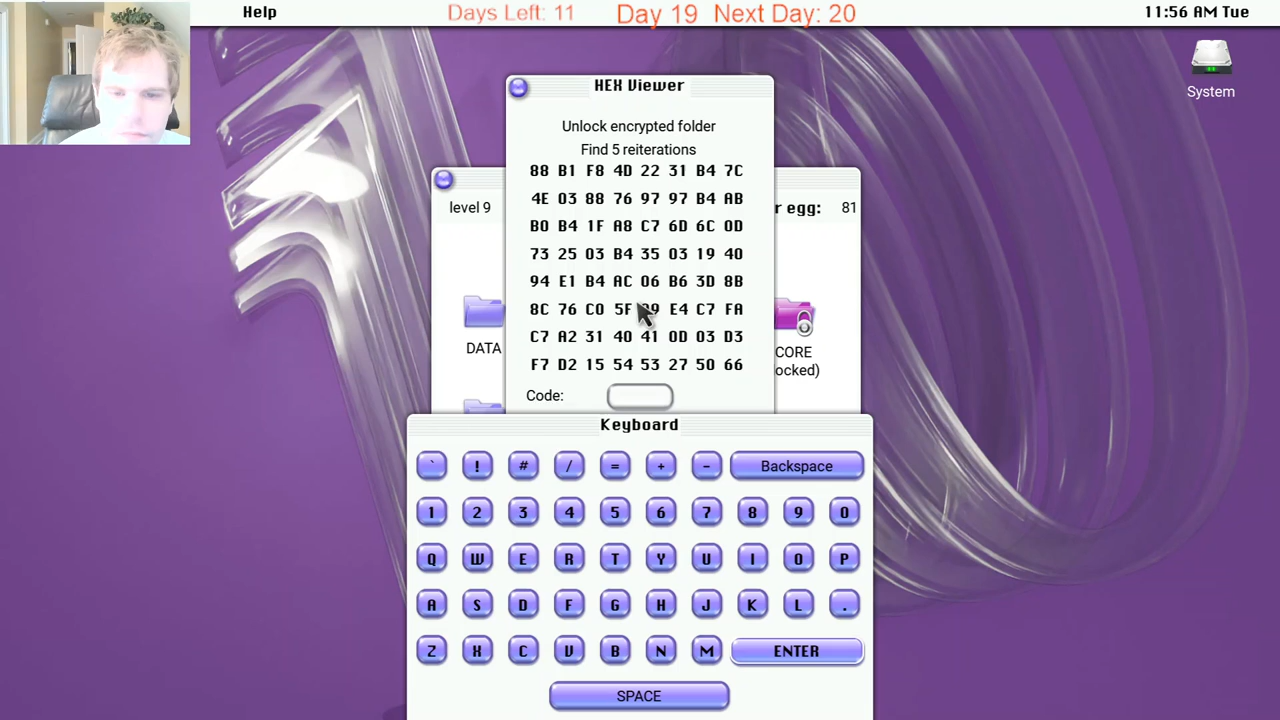 Help
Days Left: 11
Day 19 Next Day: 20
11:56 AM Tue
System
HEX Viewer
Unlock encrypted folder
Find 5 reiterations
88 B1 F8 4D 22 31 B4 7C
4E 03 88 76 97 97 B4 AB
B0 B4 1F A8 C7 6D 6C 0D
73 25 03 B4 35 03 19 40
94 E1 B4 AC 06 B6 3D 8B
8C 76 C0 5F E4 C7 FA
C7 A2 31 40 41 0D 03 D3
F7 D2 15 54 53 27 50 66
Code:
level 9
r egg: 81
DATA
CORE
ocked)
Keyboard
` ! # / = + - Backspace
1 2 3 4 5 6 7 8 9 0
Q W E R T Y U I O P
A S D F G H J K L .
Z X C V B N M ENTER
SPACE